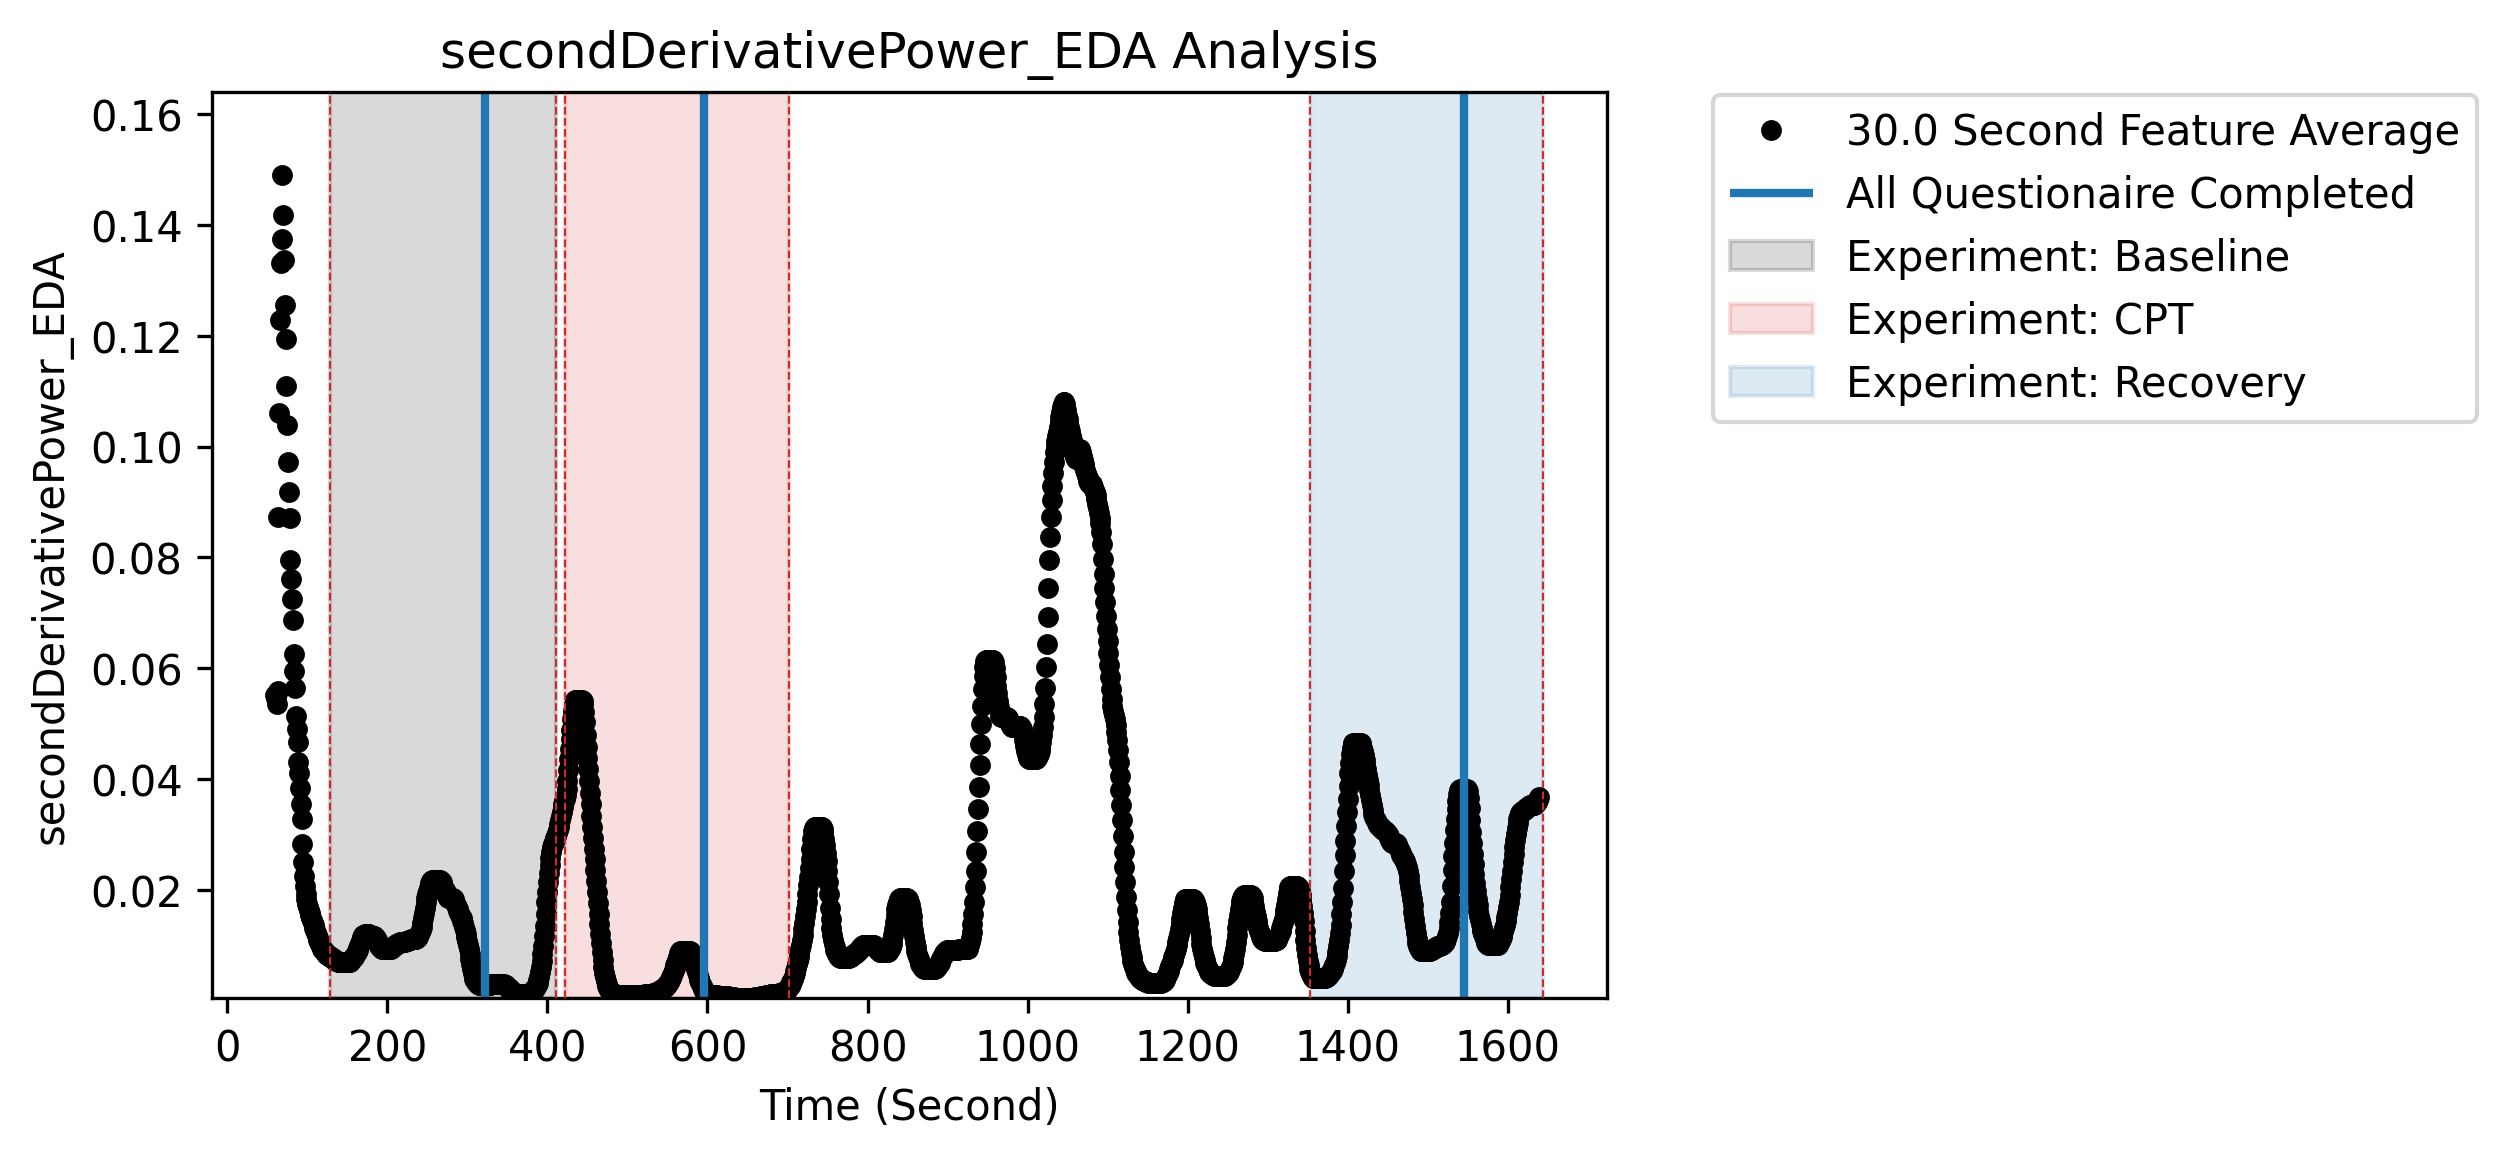 secondDerivativePower_EDA Analysis
secondDerivativePower_EDA
0.16
0.14
0.12
0.10
0.08
0.06
0.04
0.02
0 200 400 600 800 1000 1200 1400 1600
Time (Second)
30.0 Second Feature Average
All Questionaire Completed
Experiment: Baseline
Experiment: CPT
Experiment: Recovery